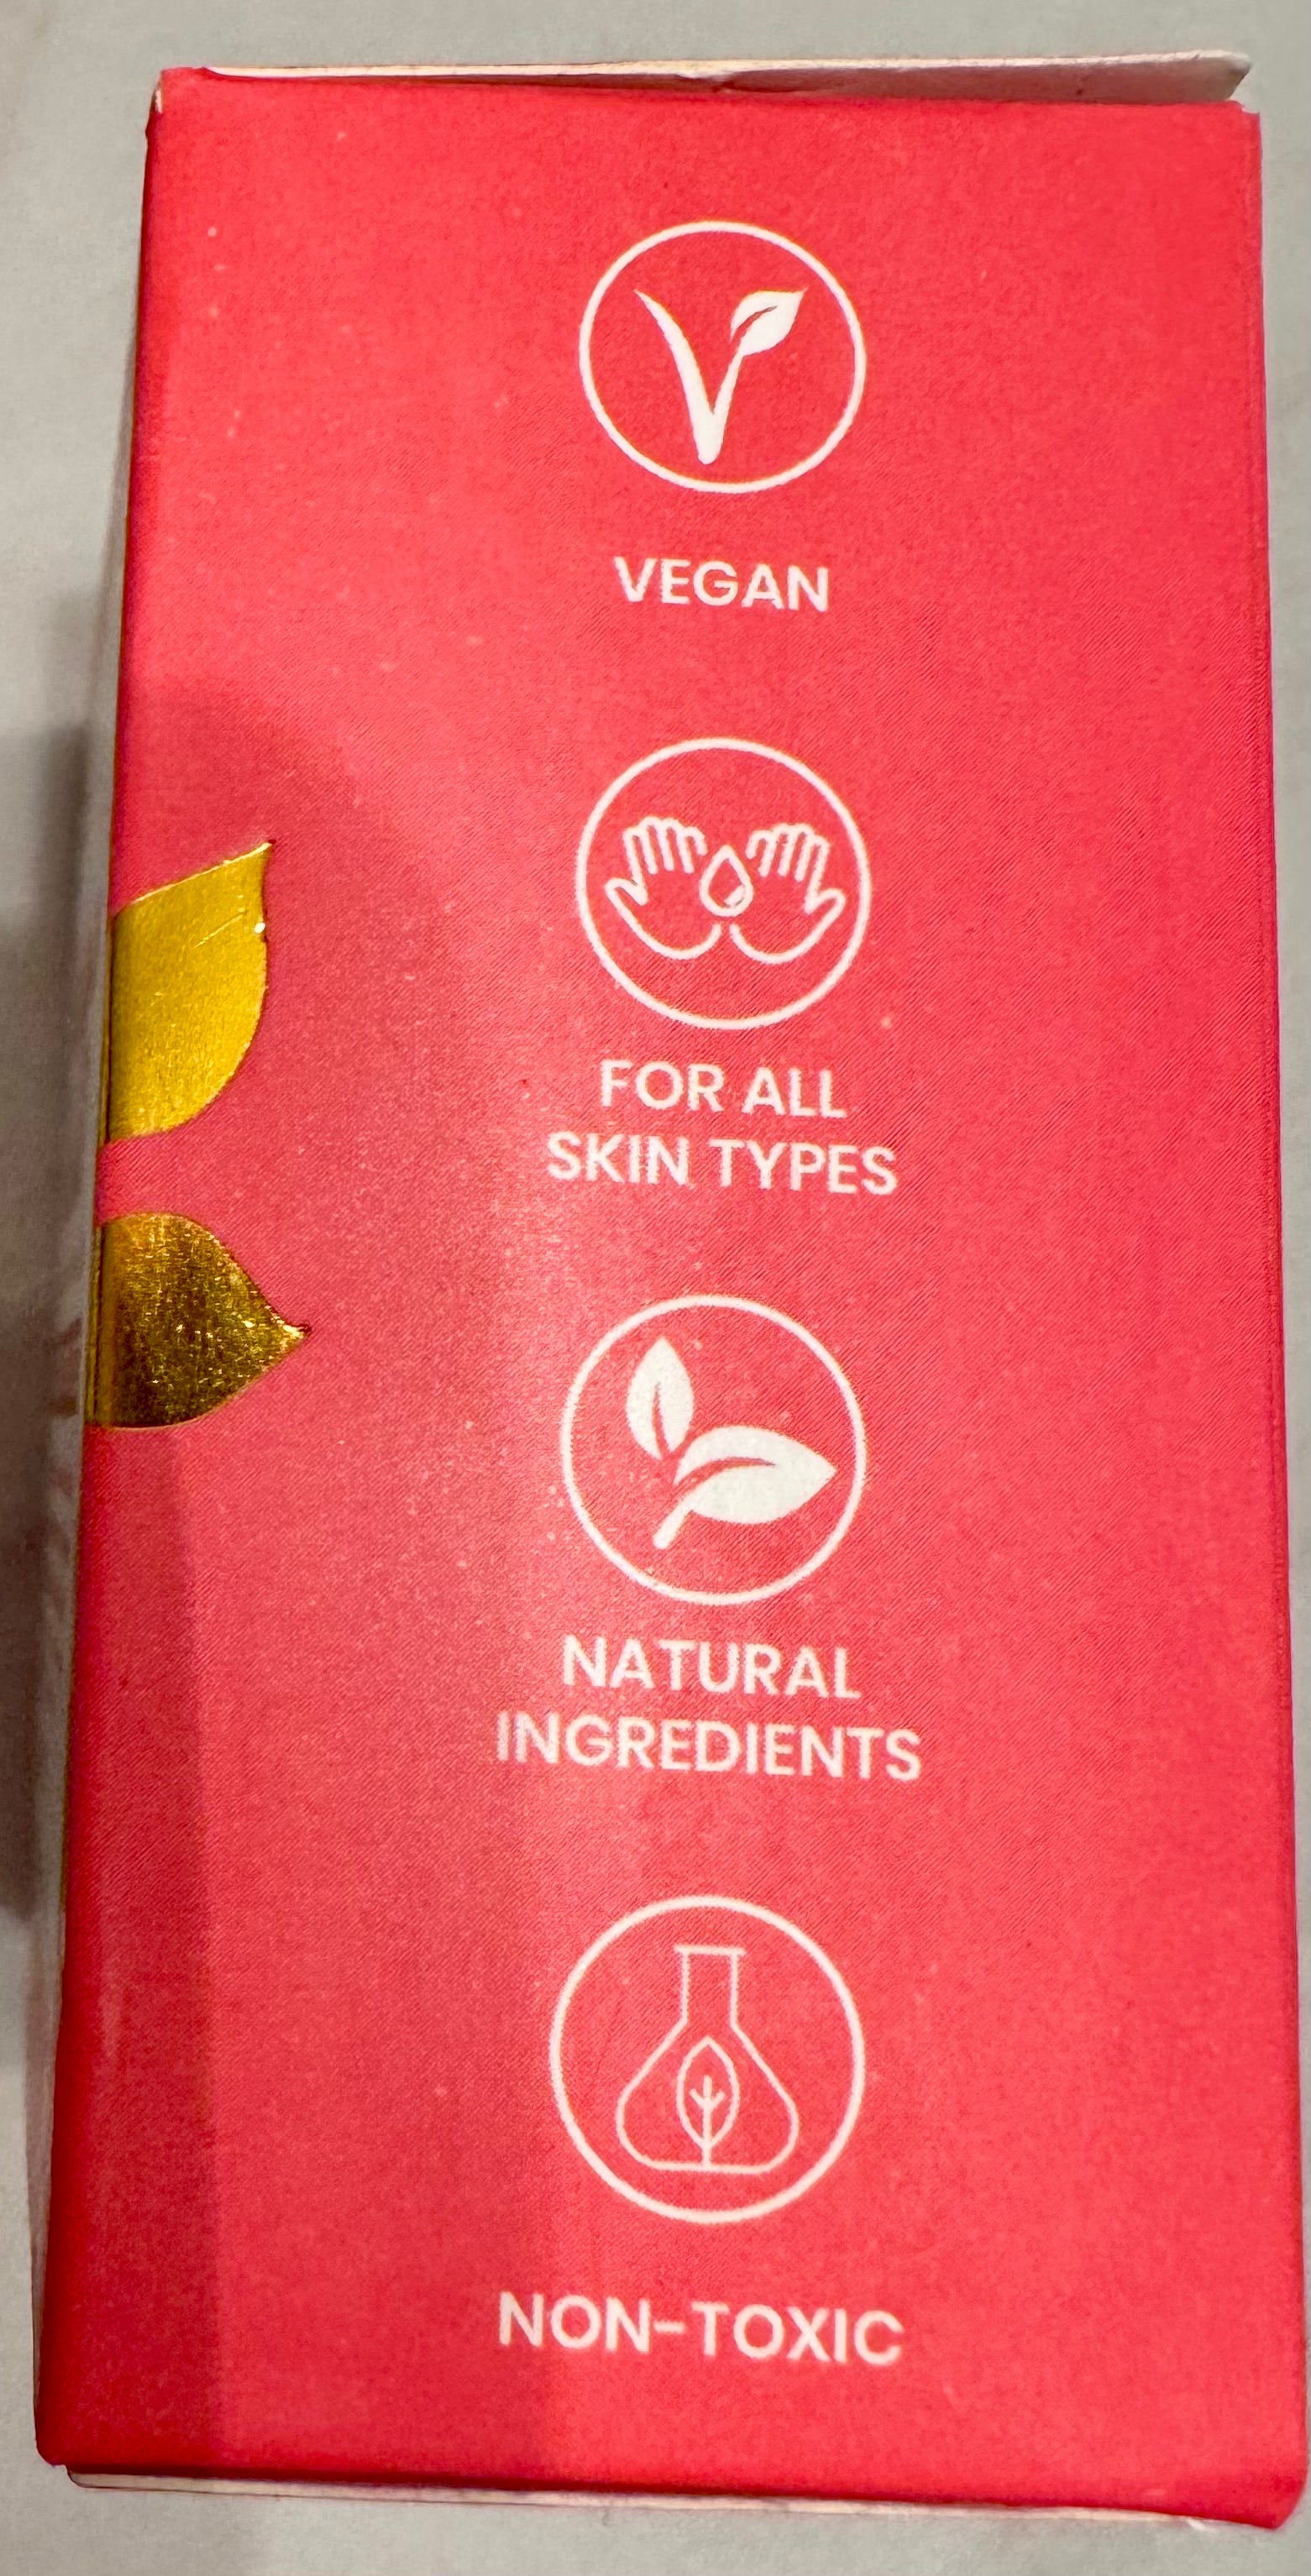 VEGAN
FOR ALL
SKIN TYPES
NATURAL
INGREDIENTS
NON-TOXIC